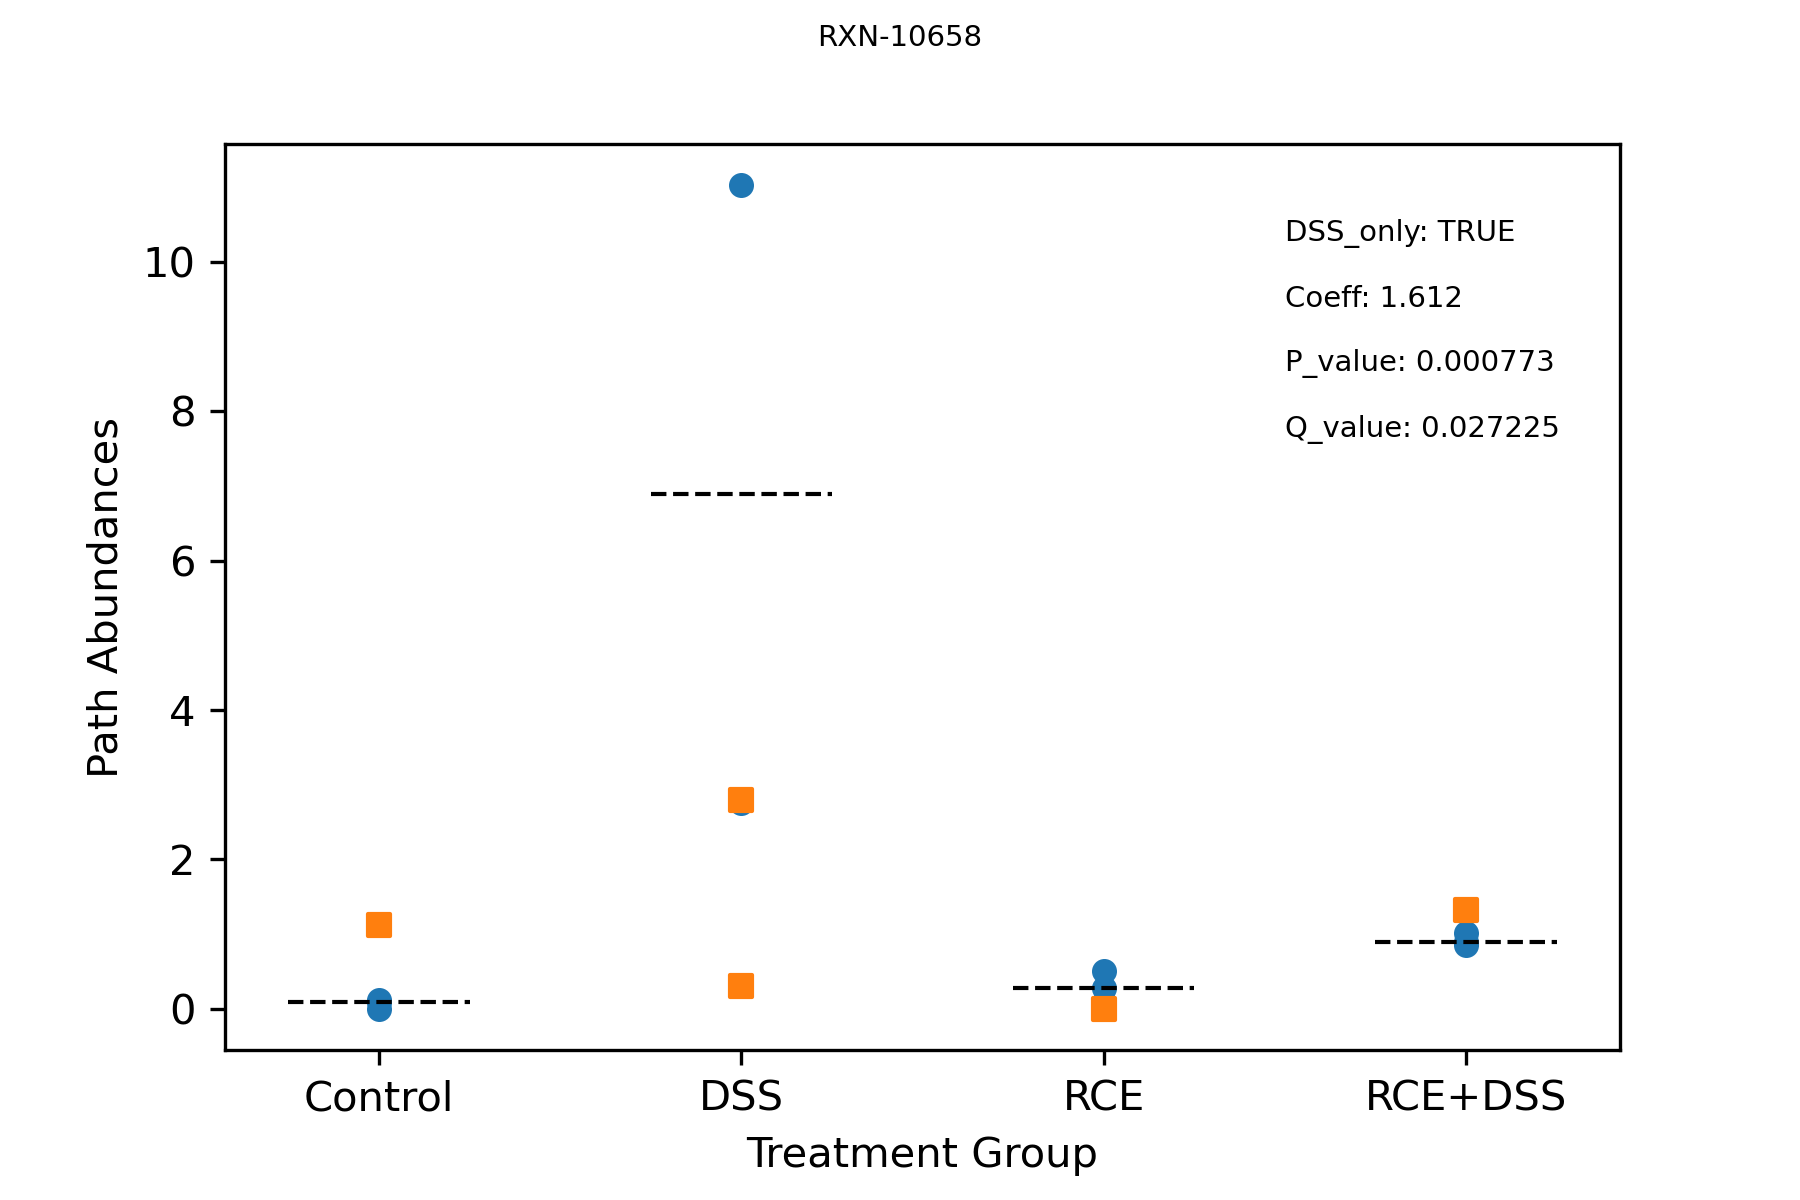 RXN-10658
DSS_only: TRUE
Coeff: 1.612
P_value: 0.000773
Q_value: 0.027225
Path Abundances
10
8
6
4
2
0
Control
DSS
RCE
RCE+DSS
Treatment Group